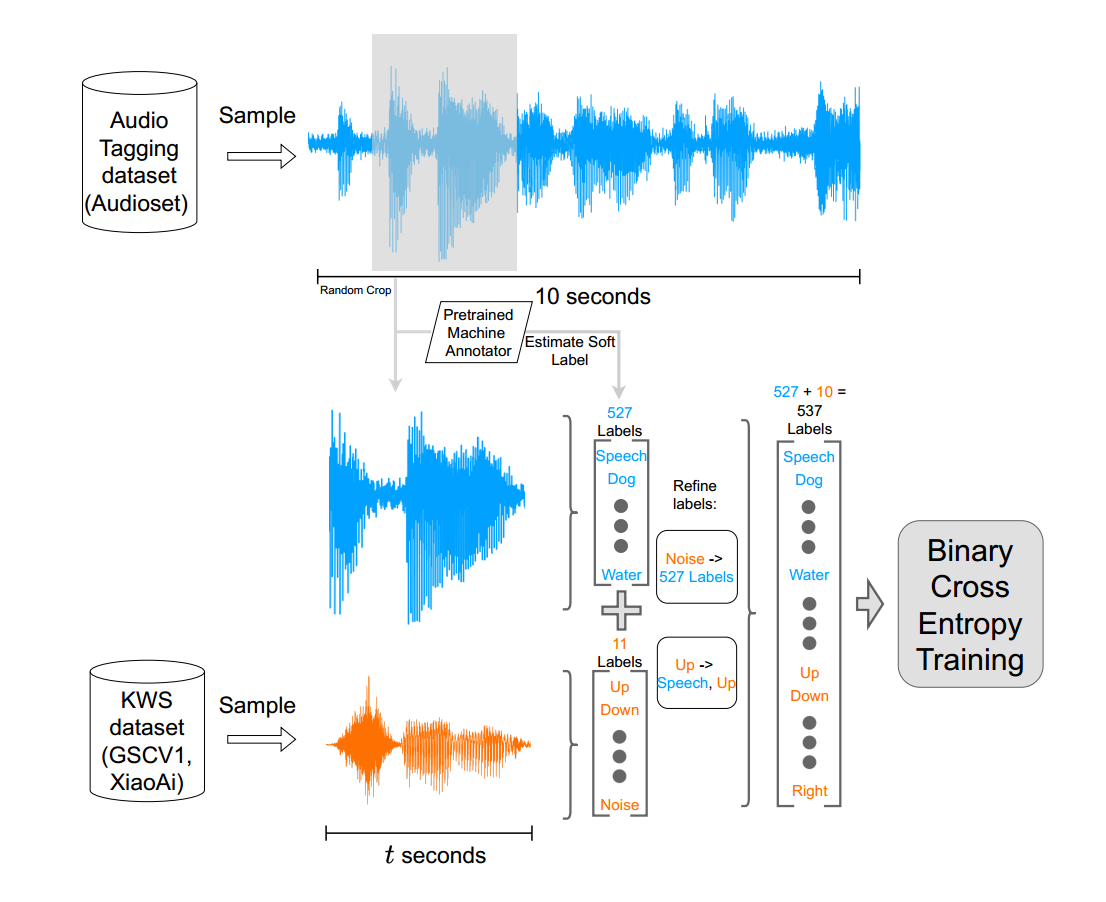 Audio
Tagging
dataset
(Audioset)
Sample
10 seconds
Random Crop
Pretrained
Machine
Annotator
Estimate Soft
Label
527
Labels
Speech
Dog
Water
Refine
labels:
Noise ->
527 Labels
Up ->
Speech, Up
11
Labels
Up
Down
Noise
527 + 10 =
537
Labels
Speech
Dog
Water
Up
Down
Right
Binary
Cross
Entropy
Training
KWS
dataset
(GSCV1,
XiaoAi)
Sample
t seconds